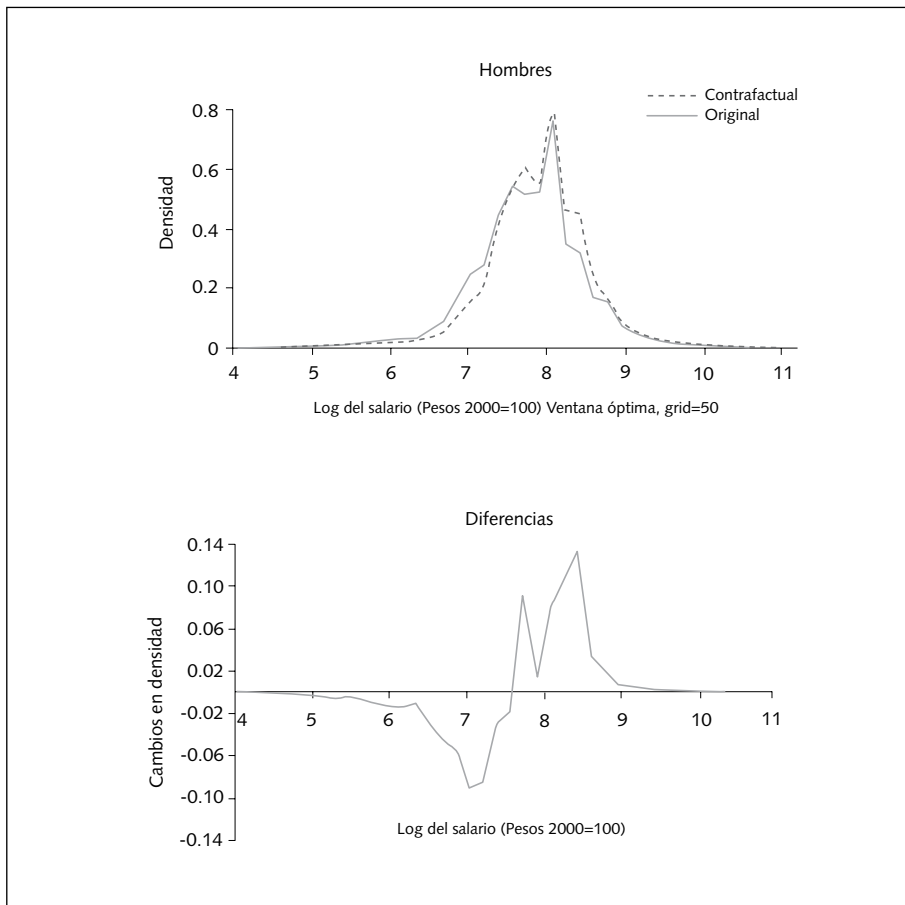 Hombres
Contrafactual
Original
Densidad
0.8
0.6
0.4
0.2
0
4 5 6 7 8 9 10 11
Log del salario (Pesos 2000=100) Ventana óptima, grid=50
Diferencias
Cambios en densidad
0.14
0.10
0.06
0.02
-0.02
-0.06
-0.10
-0.14
4 5 6 7 8 9 10 11
Log del salario (Pesos 2000=100)